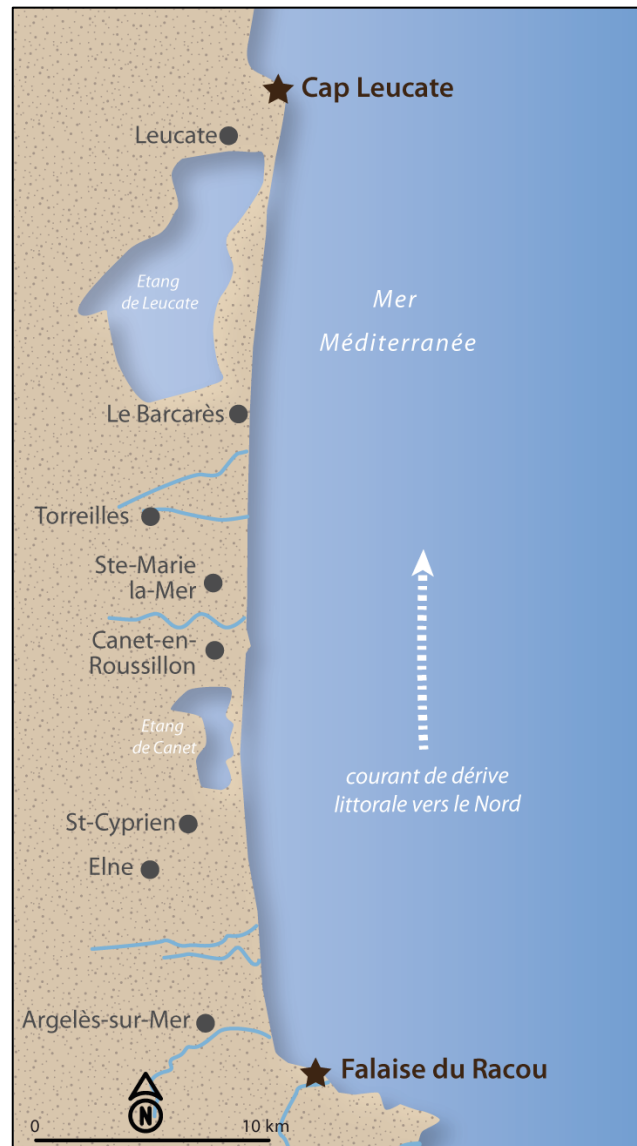 Cap Leucate
Leucate
Etang
de Leucate
Mer
Méditerranée
Le Barcarès
Torreilles
Ste-Marie
la-Mer
Canet-en-
Roussillon
Etang
de Canet
courant de dérive
littorale vers le Nord
St-Cyprien
Elne
Argelès-sur-Mer
Falaise du Racou
N
0 10 km